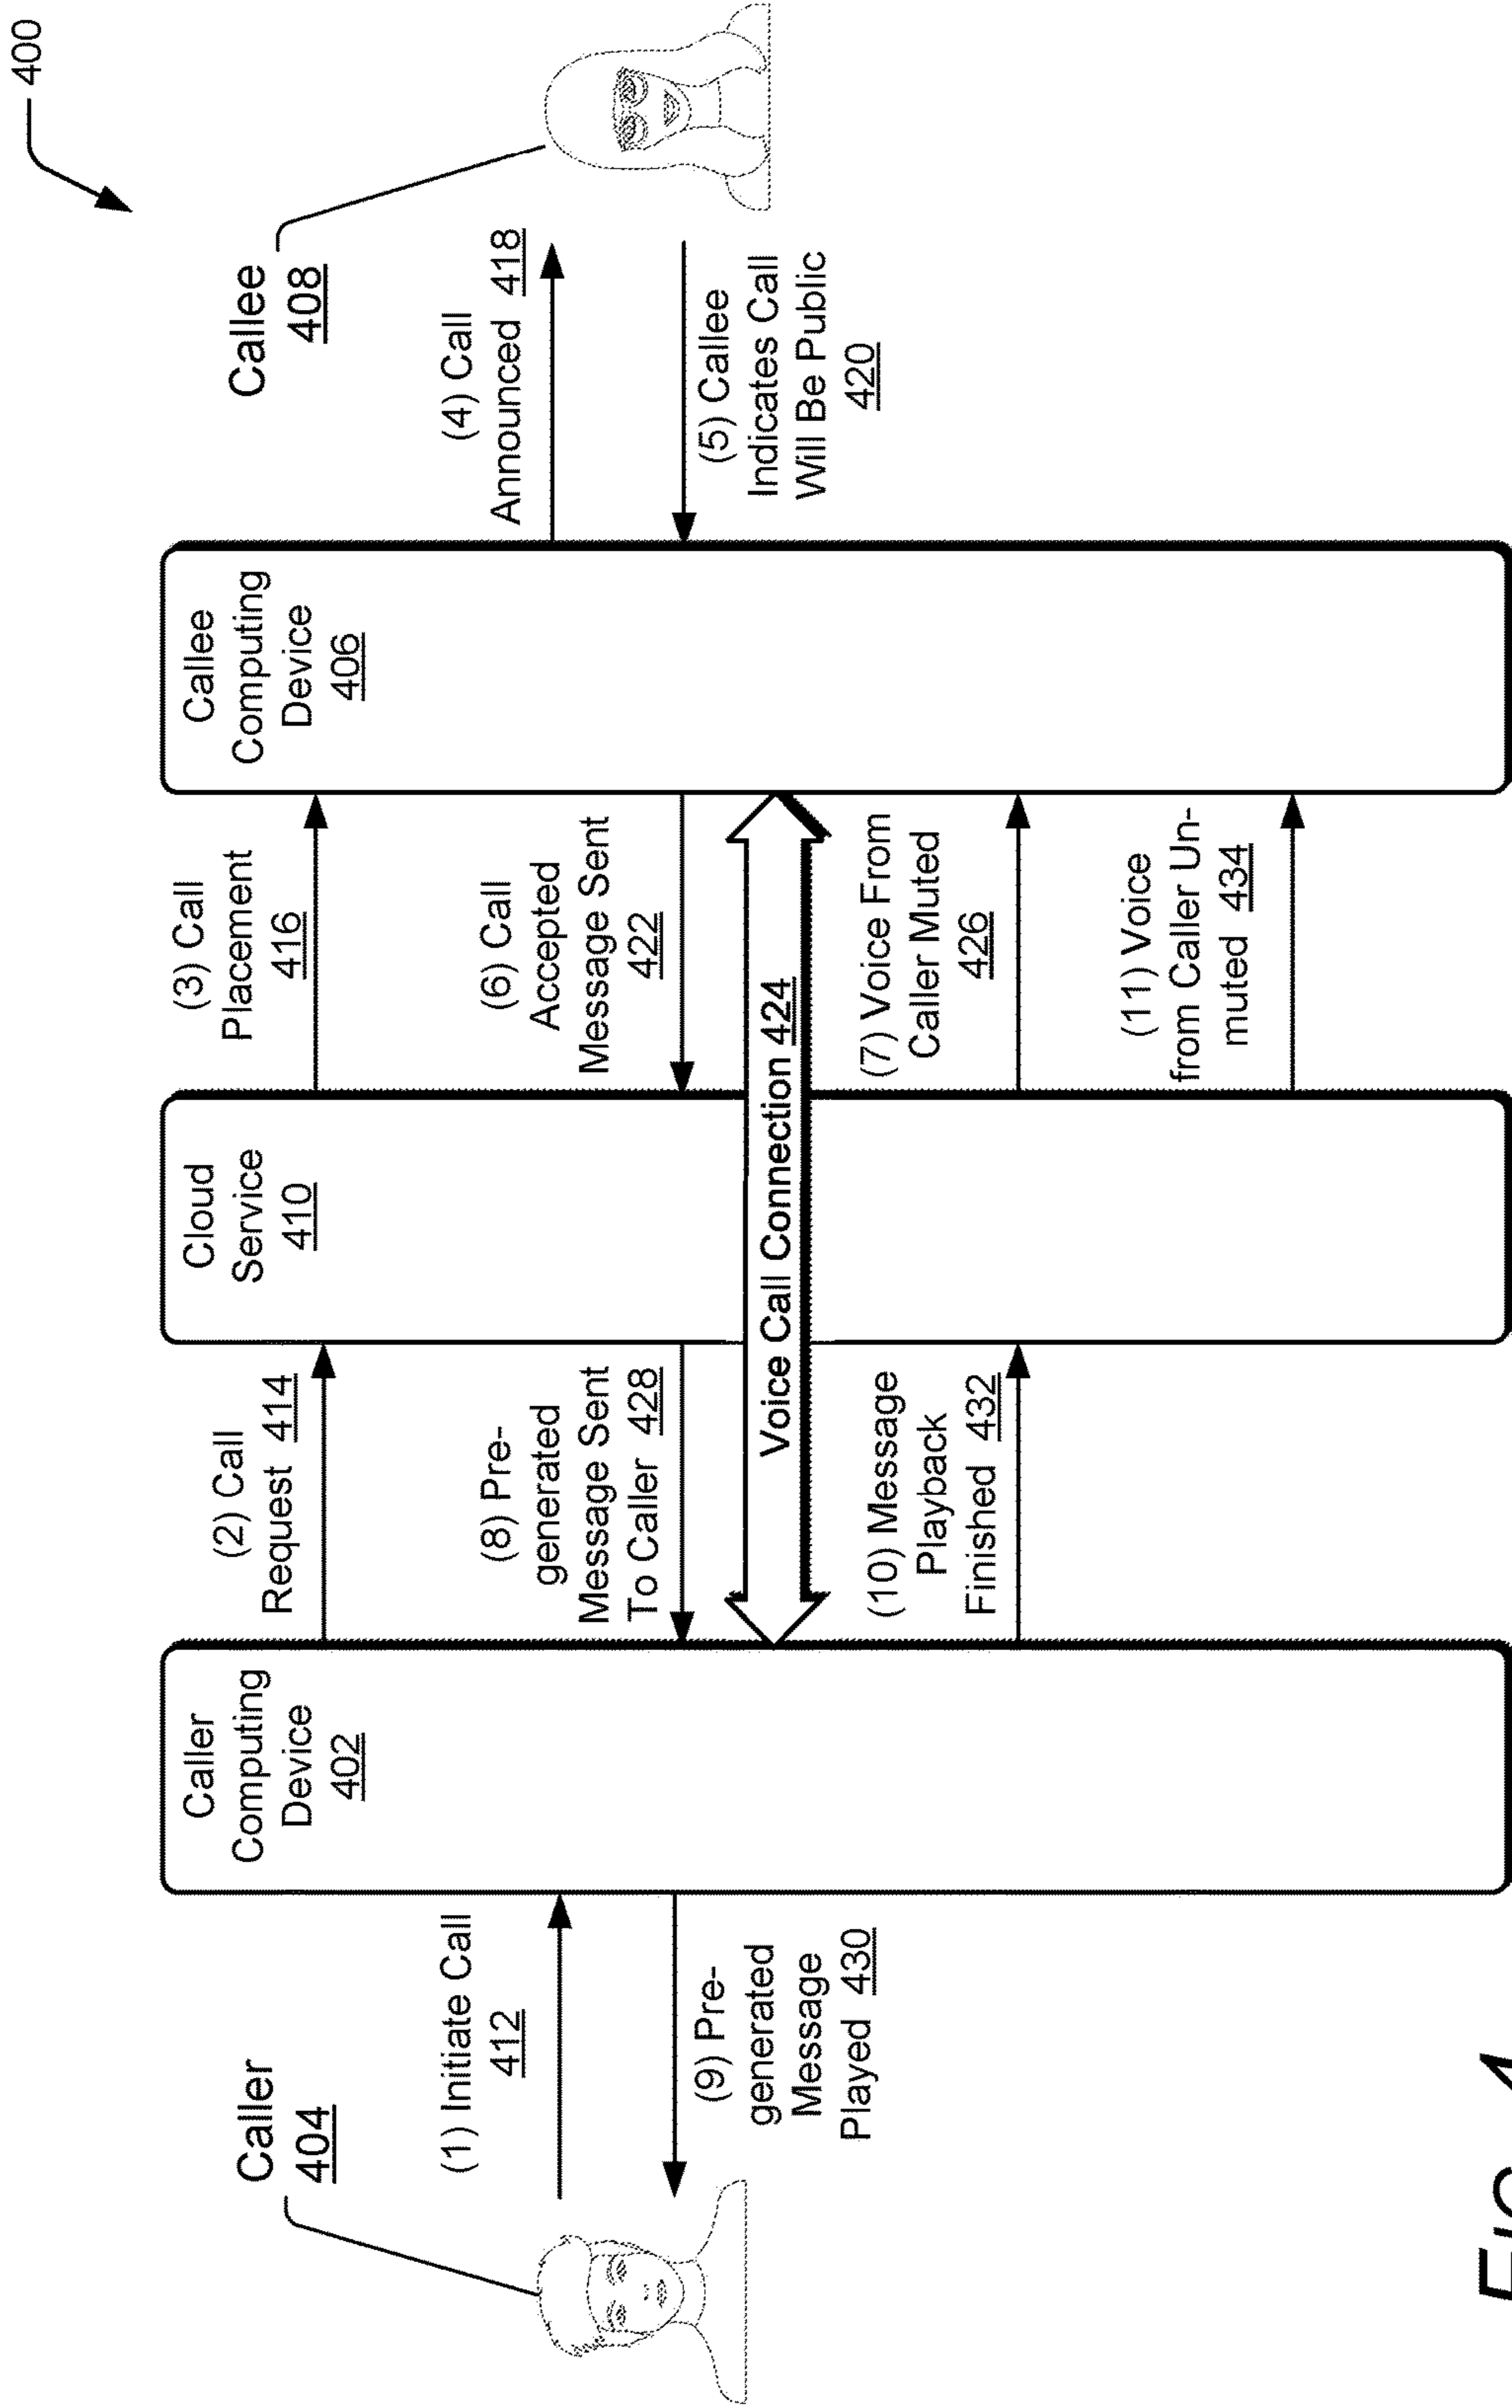 400
Caller
404
Callee
408
Caller
Computing
Device
402
Cloud
Service
410
Callee
Computing
Device
406
(1) Initiate Call
412
(2) Call
Request 414
(3) Call
Placement
416
(4) Call
Announced 418
(5) Callee
Indicates Call
Will Be Public
420
(6) Call
Accepted
Message Sent
422
Voice Call Connection 424
(7) Voice From
Caller Muted
426
(8) Pre-
generated
Message Sent
To Caller 428
(9) Pre-
generated
Message
Played 430
(10) Message
Playback
Finished 432
(11) Voice
from Caller Un-
muted 434
FIG. 4